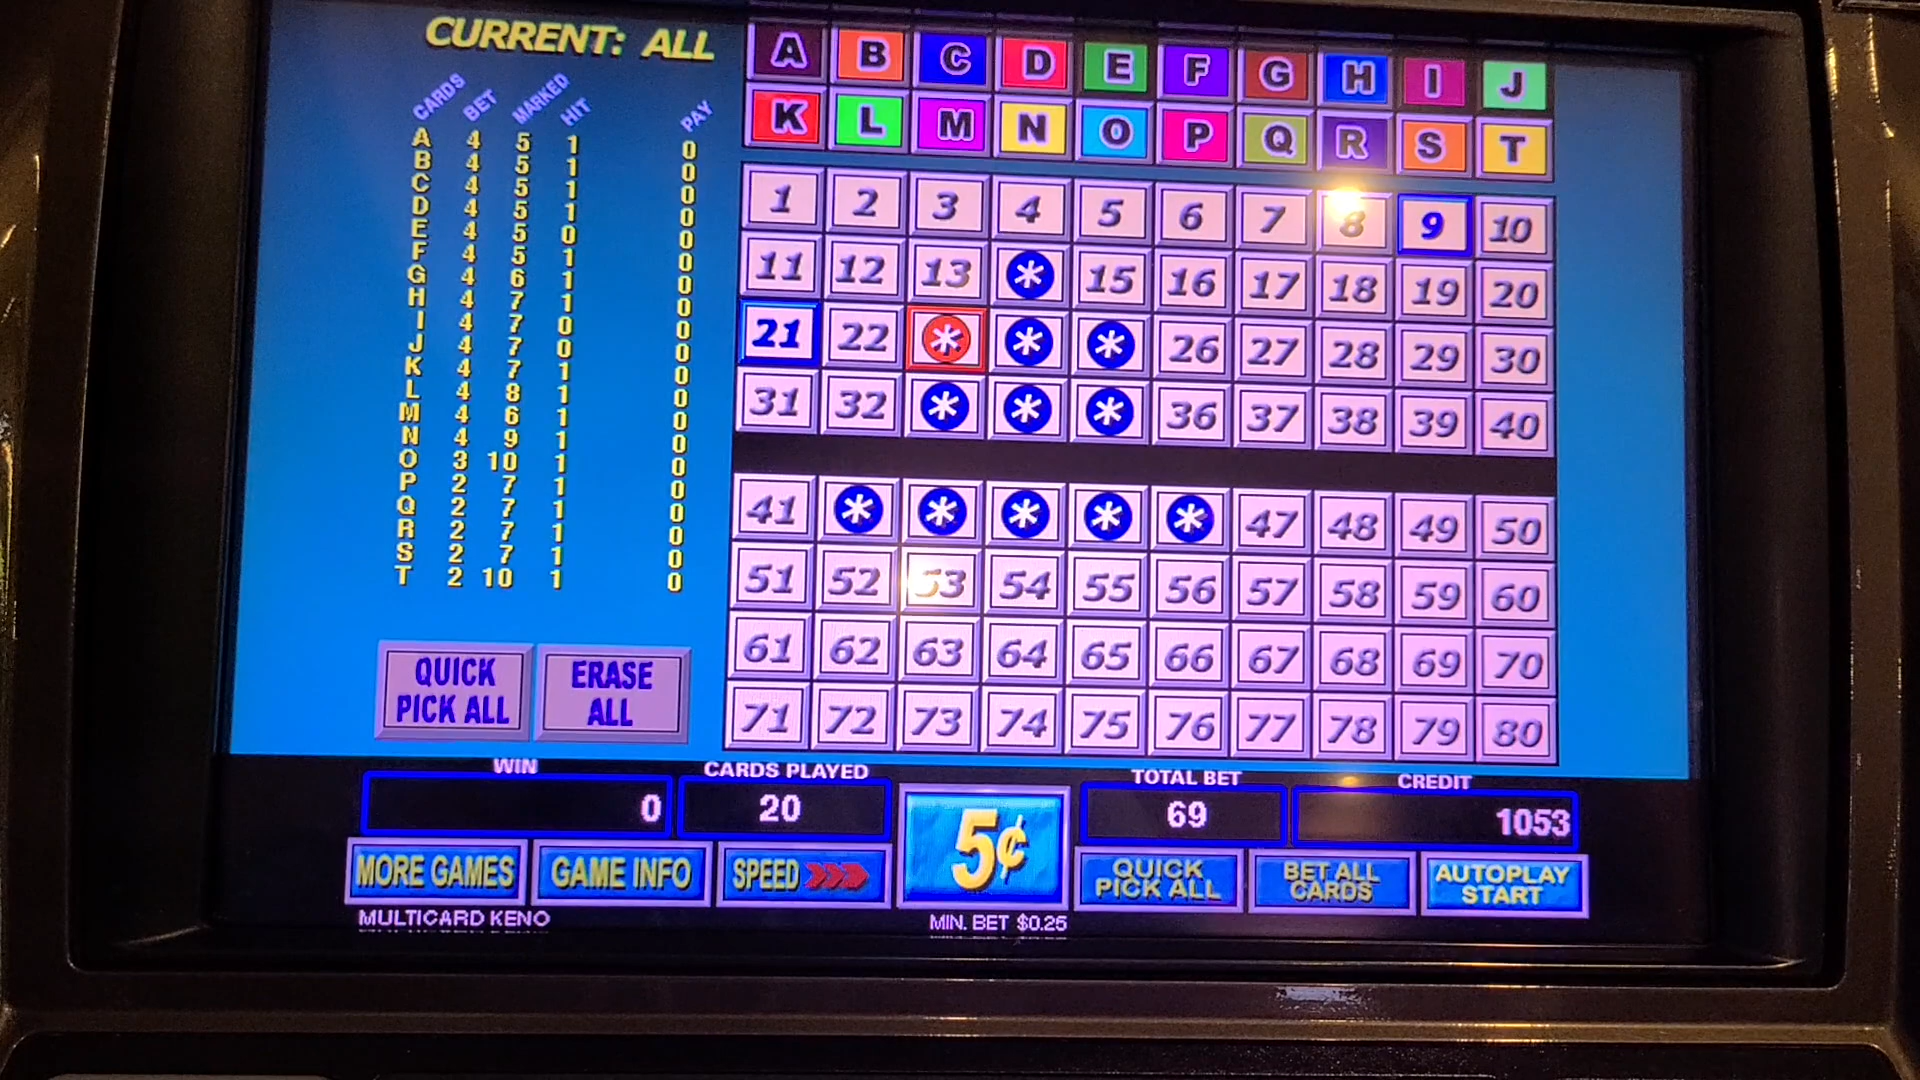 CURRENT: ALL
CARDS BET MARKED HIT PAY
A 4 5 1 0
B 4 5 1 0
C 4 5 1 0
D 4 5 1 0
E 4 5 0 0
F 4 5 1 0
G 4 6 1 0
H 4 7 1 0
I 4 7 0 0
J 4 7 0 0
K 4 7 1 0
L 4 8 1 0
M 4 6 1 0
N 4 9 1 0
O 3 10 1 0
P 2 7 1 0
Q 2 7 1 0
R 2 7 1 0
S 2 7 1 0
T 2 10 1 0
QUICK
PICK ALL
ERASE
ALL
A B C D E F G H I J
K L M N O P Q R S T
1 2 3 4 5 6 7 8 9 10
11 12 13 * 15 16 17 18 19 20
21 22 * * * 26 27 28 29 30
31 32 * * * 36 37 38 39 40
41 * * * * * 47 48 49 50
51 52 53 54 55 56 57 58 59 60
61 62 63 64 65 66 67 68 69 70
71 72 73 74 75 76 77 78 79 80
WIN
0
CARDS PLAYED
20
5¢
TOTAL BET
69
CREDIT
1053
MORE GAMES
GAME INFO
SPEED
QUICK
PICK ALL
BET ALL
CARDS
AUTOPLAY
START
MULTICARD KENO
MIN. BET $0.25